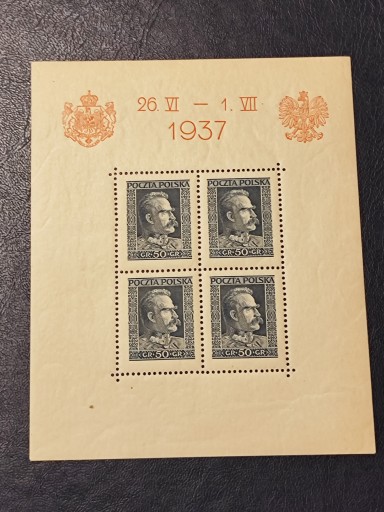 26. VI — 1. VII
1937
POCZTA POLSKA
GR·50·GR
POCZTA POLSKA
GR·50·GR
POCZTA POLSKA
GR·50·GR
POCZTA POLSKA
GR·50·GR